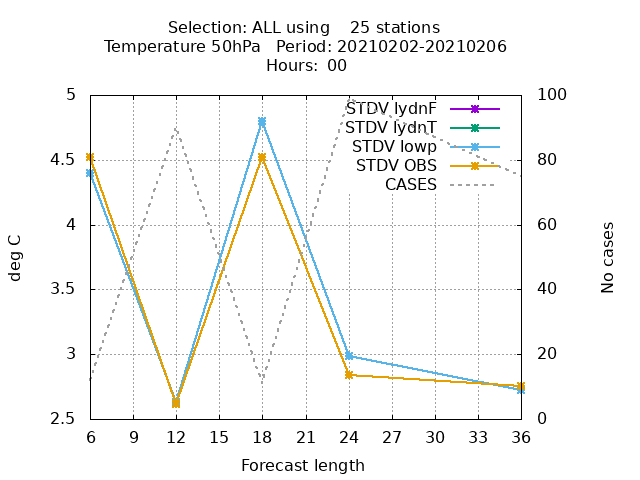 Selection: ALL using    25 stations
Temperature 50hPa   Period: 20210202-20210206
Hours:  00
5
4.5
4
3.5
3
2.5
100
80
60
40
20
0
deg C
No cases
STDV lydnF
STDV lydnT
STDV lowp
STDV OBS
CASES
6 9 12 15 18 21 24 27 30 33 36
Forecast length